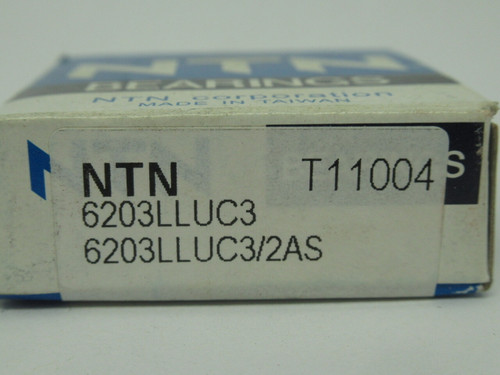 NTN
BEARINGS
NTN corporation
MADE IN TAIWAN
NTN T11004
6203LLUC3
6203LLUC3/2AS
S